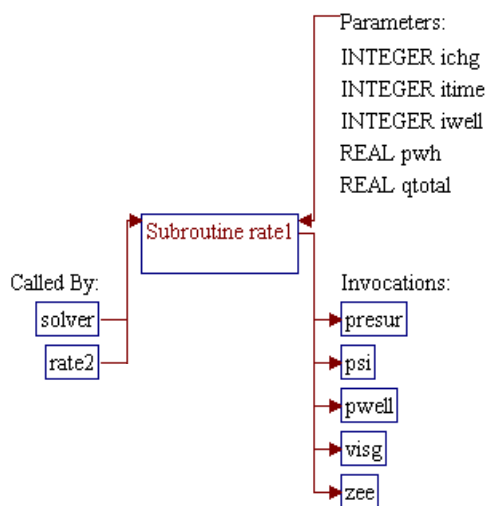 Parameters:
INTEGER ichg
INTEGER itime
INTEGER iwell
REAL pwh
REAL qtotal
Subroutine rate1
Called By:
solver
rate2
Invocations:
presur
psi
pwell
visg
zee